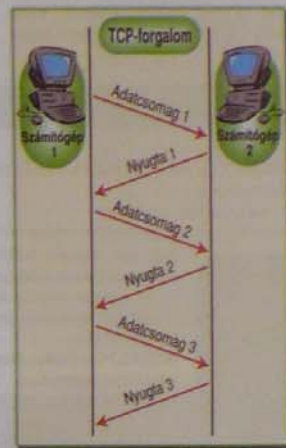 TCP-forgalom
Számítógép
1
Számítógép
2
Adatcsomag 1
Nyugta 1
Adatcsomag 2
Nyugta 2
Adatcsomag 3
Nyugta 3